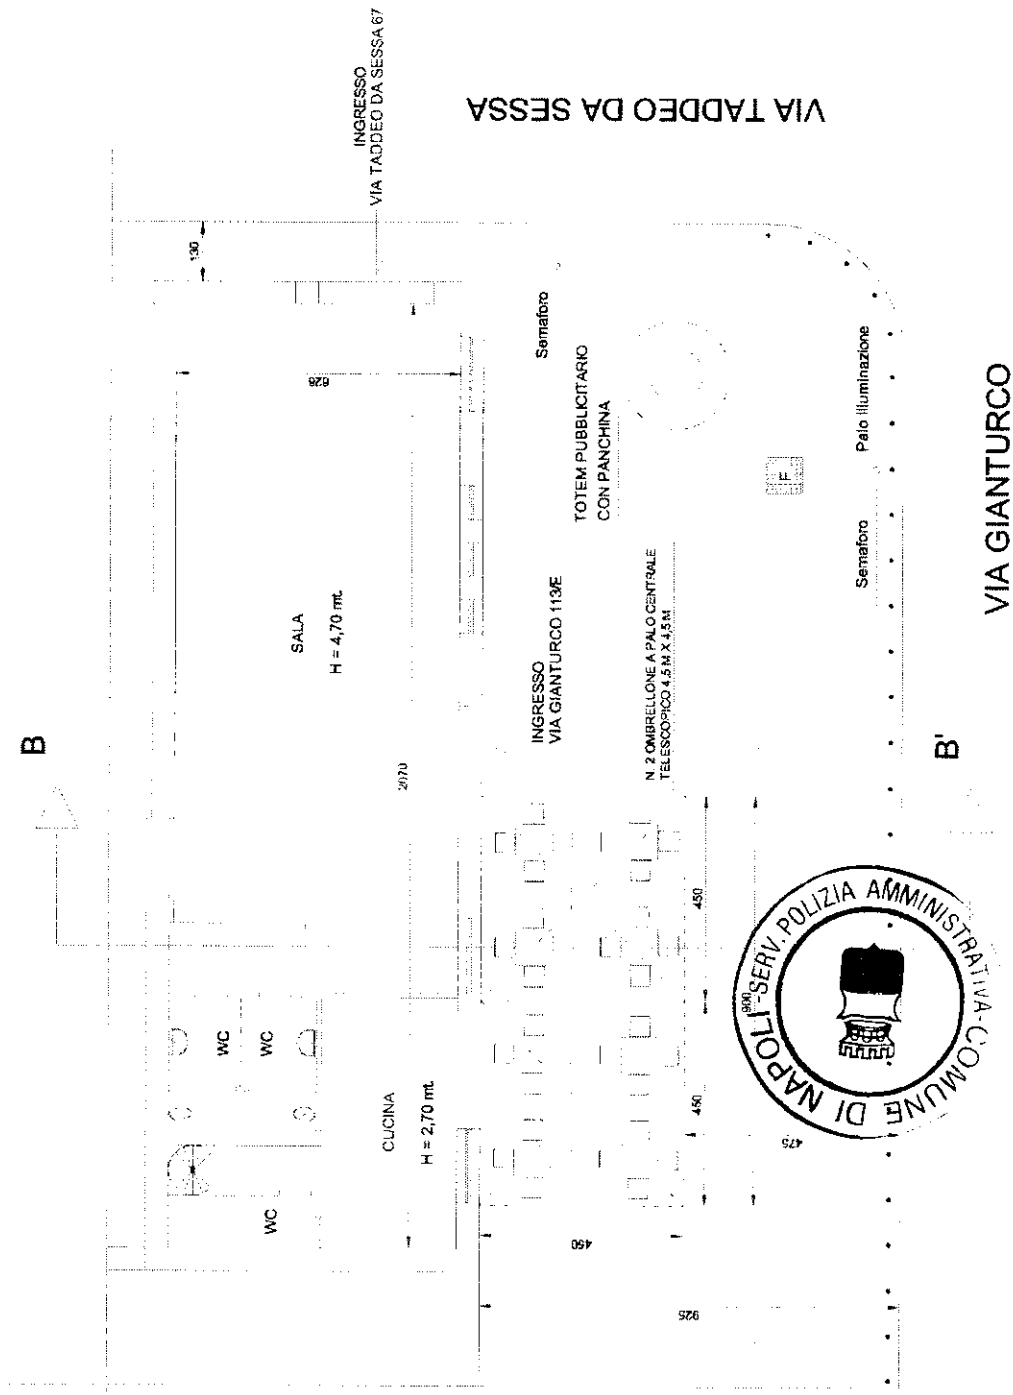 INGRESSO
VIA TADDEO DA SESSA 67
VIA TADDEO DA SESSA
130
628
Semaforo
TOTEM PUBBLICITARIO
CON PANCHINA
Palo Illuminazione
F
Semaforo
VIA GIANTURCO
SALA
H = 4,70 mt.
INGRESSO
VIA GIANTURCO 113/E
N. 2 OMBRELLONE A PALO CENTRALE
TELESCOPICO 4.5 M X 4,5 M
B
B'
2070
450
900
450
475
WC
WC
WC
CUCINA
H = 2,70 mt.
450
925
COMUNE DI NAPOLI-SERV. POLIZIA AMMINISTRATIVA-